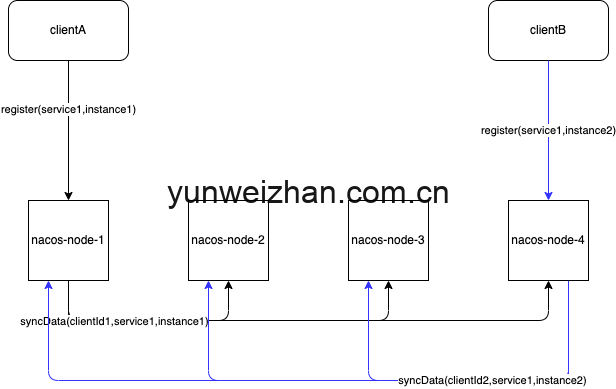 clientA
clientB
register(service1,instance1)
register(service1,instance2)
yunweizhan.com.cn
nacos-node-1
nacos-node-2
nacos-node-3
nacos-node-4
syncData(clientId1,service1,instance1)
syncData(clientId2,service1,instance2)